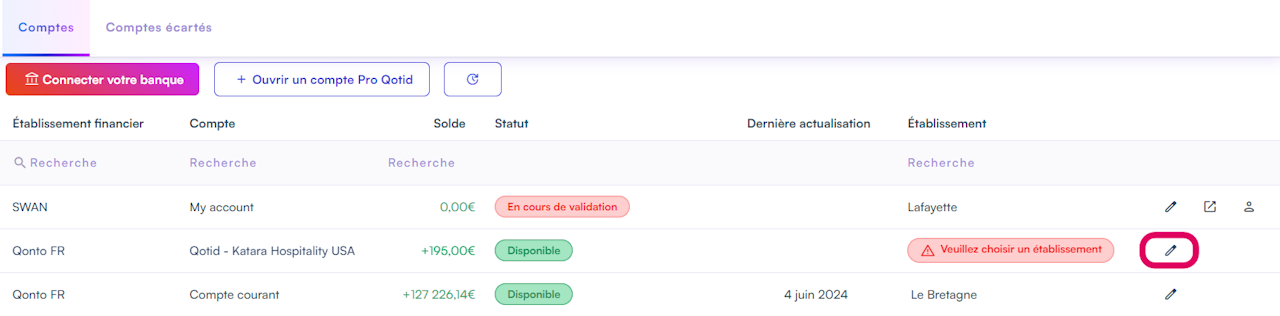 Comptes Comptes écartés
Connecter votre banque + Ouvrir un compte Pro Qotid
Établissement financier Compte Solde Statut Dernière actualisation Établissement
Recherche Recherche Recherche Recherche
SWAN My account 0,00€ En cours de validation Lafayette
Qonto FR Qotid - Katara Hospitality USA +195,00€ Disponible Veuillez choisir un établissement
Qonto FR Compte courant +127 226,14€ Disponible 4 juin 2024 Le Bretagne